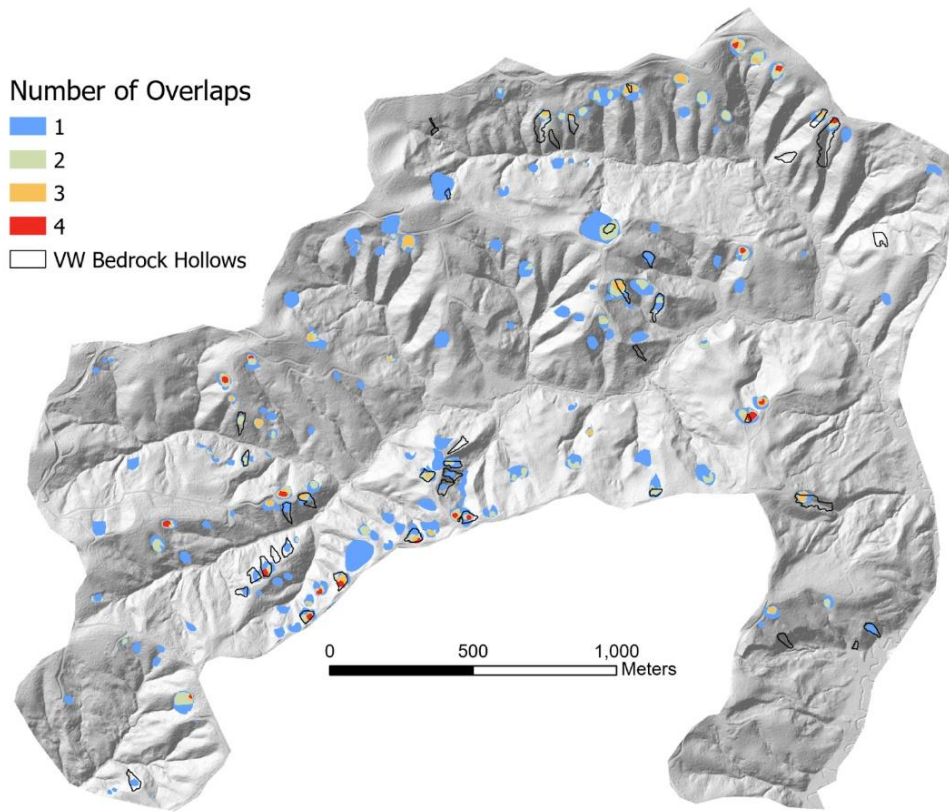 Number of Overlaps
1
2
3
4
VW Bedrock Hollows
0 500 1,000
Meters